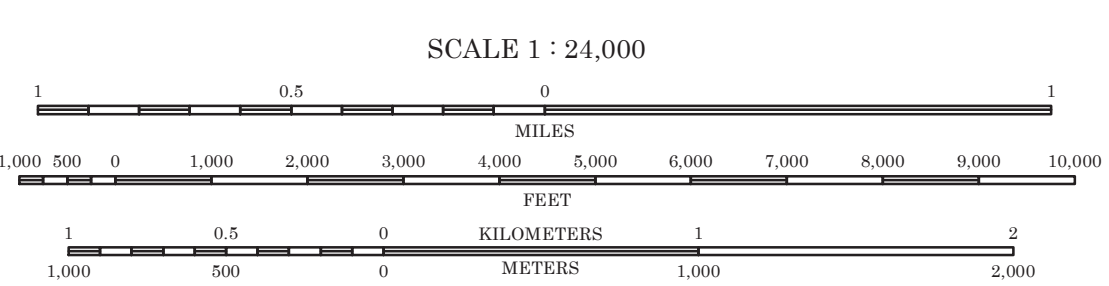 SCALE 1 : 24,000
1 0.5 0 1
MILES
1,000 500 0 1,000 2,000 3,000 4,000 5,000 6,000 7,000 8,000 9,000 10,000
FEET
1 0.5 0 KILOMETERS 1 2
1,000 500 0 METERS 1,000 2,000